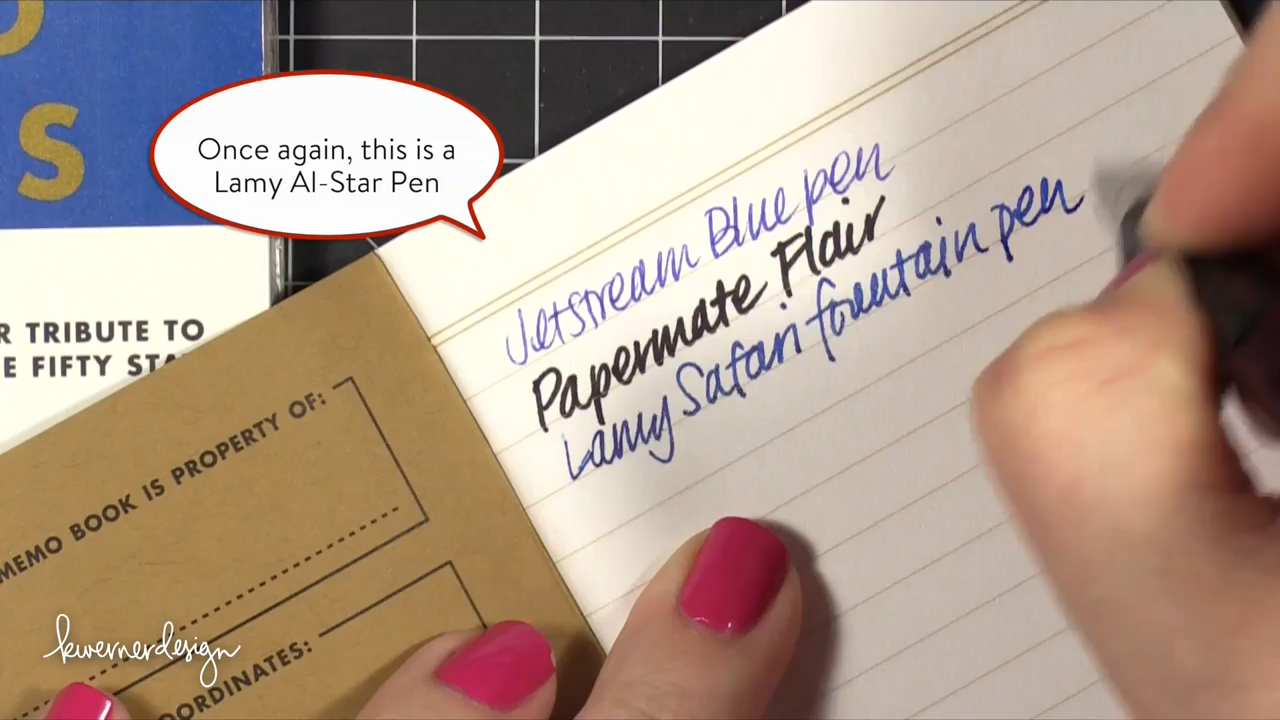 S
Once again, this is a
Lamy Al-Star Pen
R TRIBUTE TO
E FIFTY STA
Jetstream Blue pen
Papermate Flair
Lamy Safari fountain pen
MEMO BOOK IS PROPERTY OF:
OORDINATES:
kwernerdesign